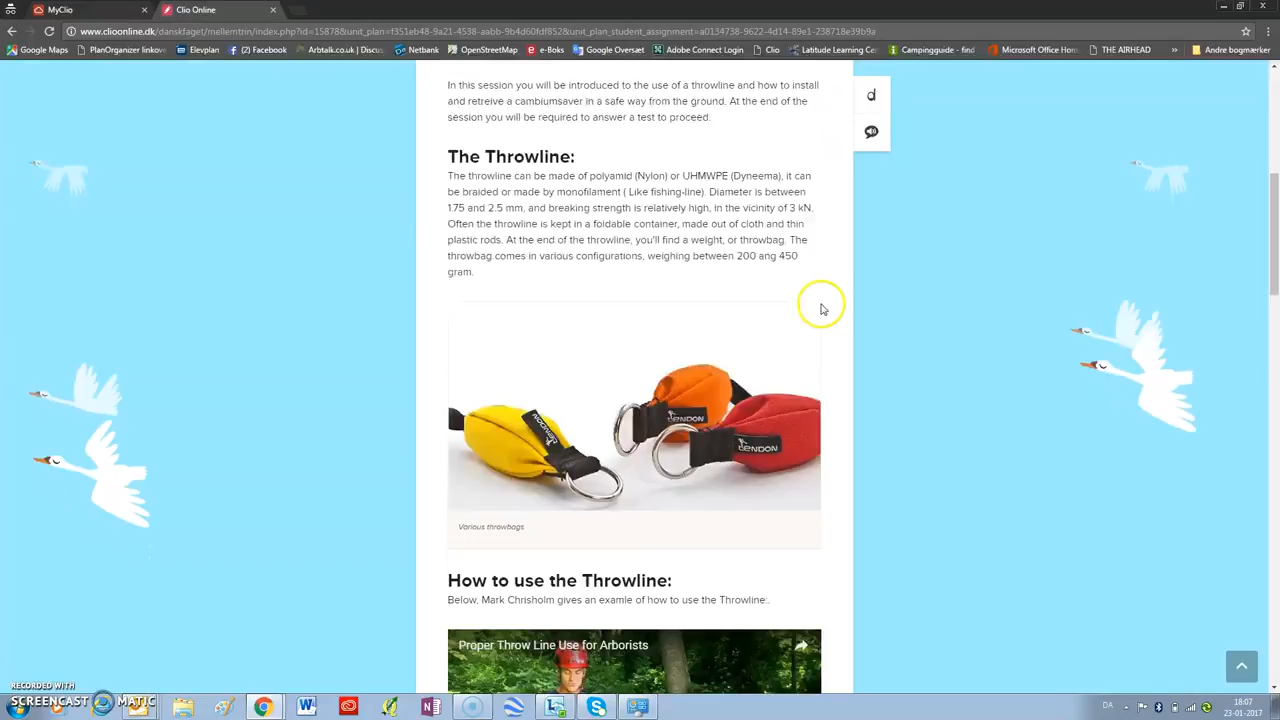 MyClio
Clio Online
https://www.clioonline.dk/danskfaget/mellemtrin/index.php?id=15878&unit_plan=f351eb48-9a21-4538-aabb-9b4d60fdf852&unit_plan_student_assignment=a0134738-9622-4d14-89e1-238718e39b9a
Google Maps
PlanOrganizer linkov
Elevplan
(2) Facebook
Arbtalk.co.uk | Discus
Netbank
OpenStreetMap
e-Boks
Google Oversæt
Adobe Connect Login
Clio
Latitude Learning Cen
Campingguide - find
Microsoft Office Hom
THE AIRHEAD
Andre bogmærker
In this session you will be introduced to the use of a throwline and how to install
and retreive a cambiumsaver in a safe way from the ground. At the end of the
session you will be required to answer a test to proceed.
The Throwline:
The throwline can be made of polyamid (Nylon) or UHMWPE (Dyneema), it can
be braided or made by monofilament ( Like fishing-line). Diameter is between
1.75 and 2.5 mm, and breaking strength is relatively high, in the vicinity of 3 kN.
Often the throwline is kept in a foldable container, made out of cloth and thin
plastic rods. At the end of the throwline, you'll find a weight, or throwbag. The
throwbag comes in various configurations, weighing between 200 ang 450
gram.
DENDON
DENDON
DENDON
Various throwbags
How to use the Throwline:
Below, Mark Chrisholm gives an examle of how to use the Throwline:.
Proper Throw Line Use for Arborists
RECORDED WITH
SCREENCAST MATIC
DA
18:07
23-01-2017